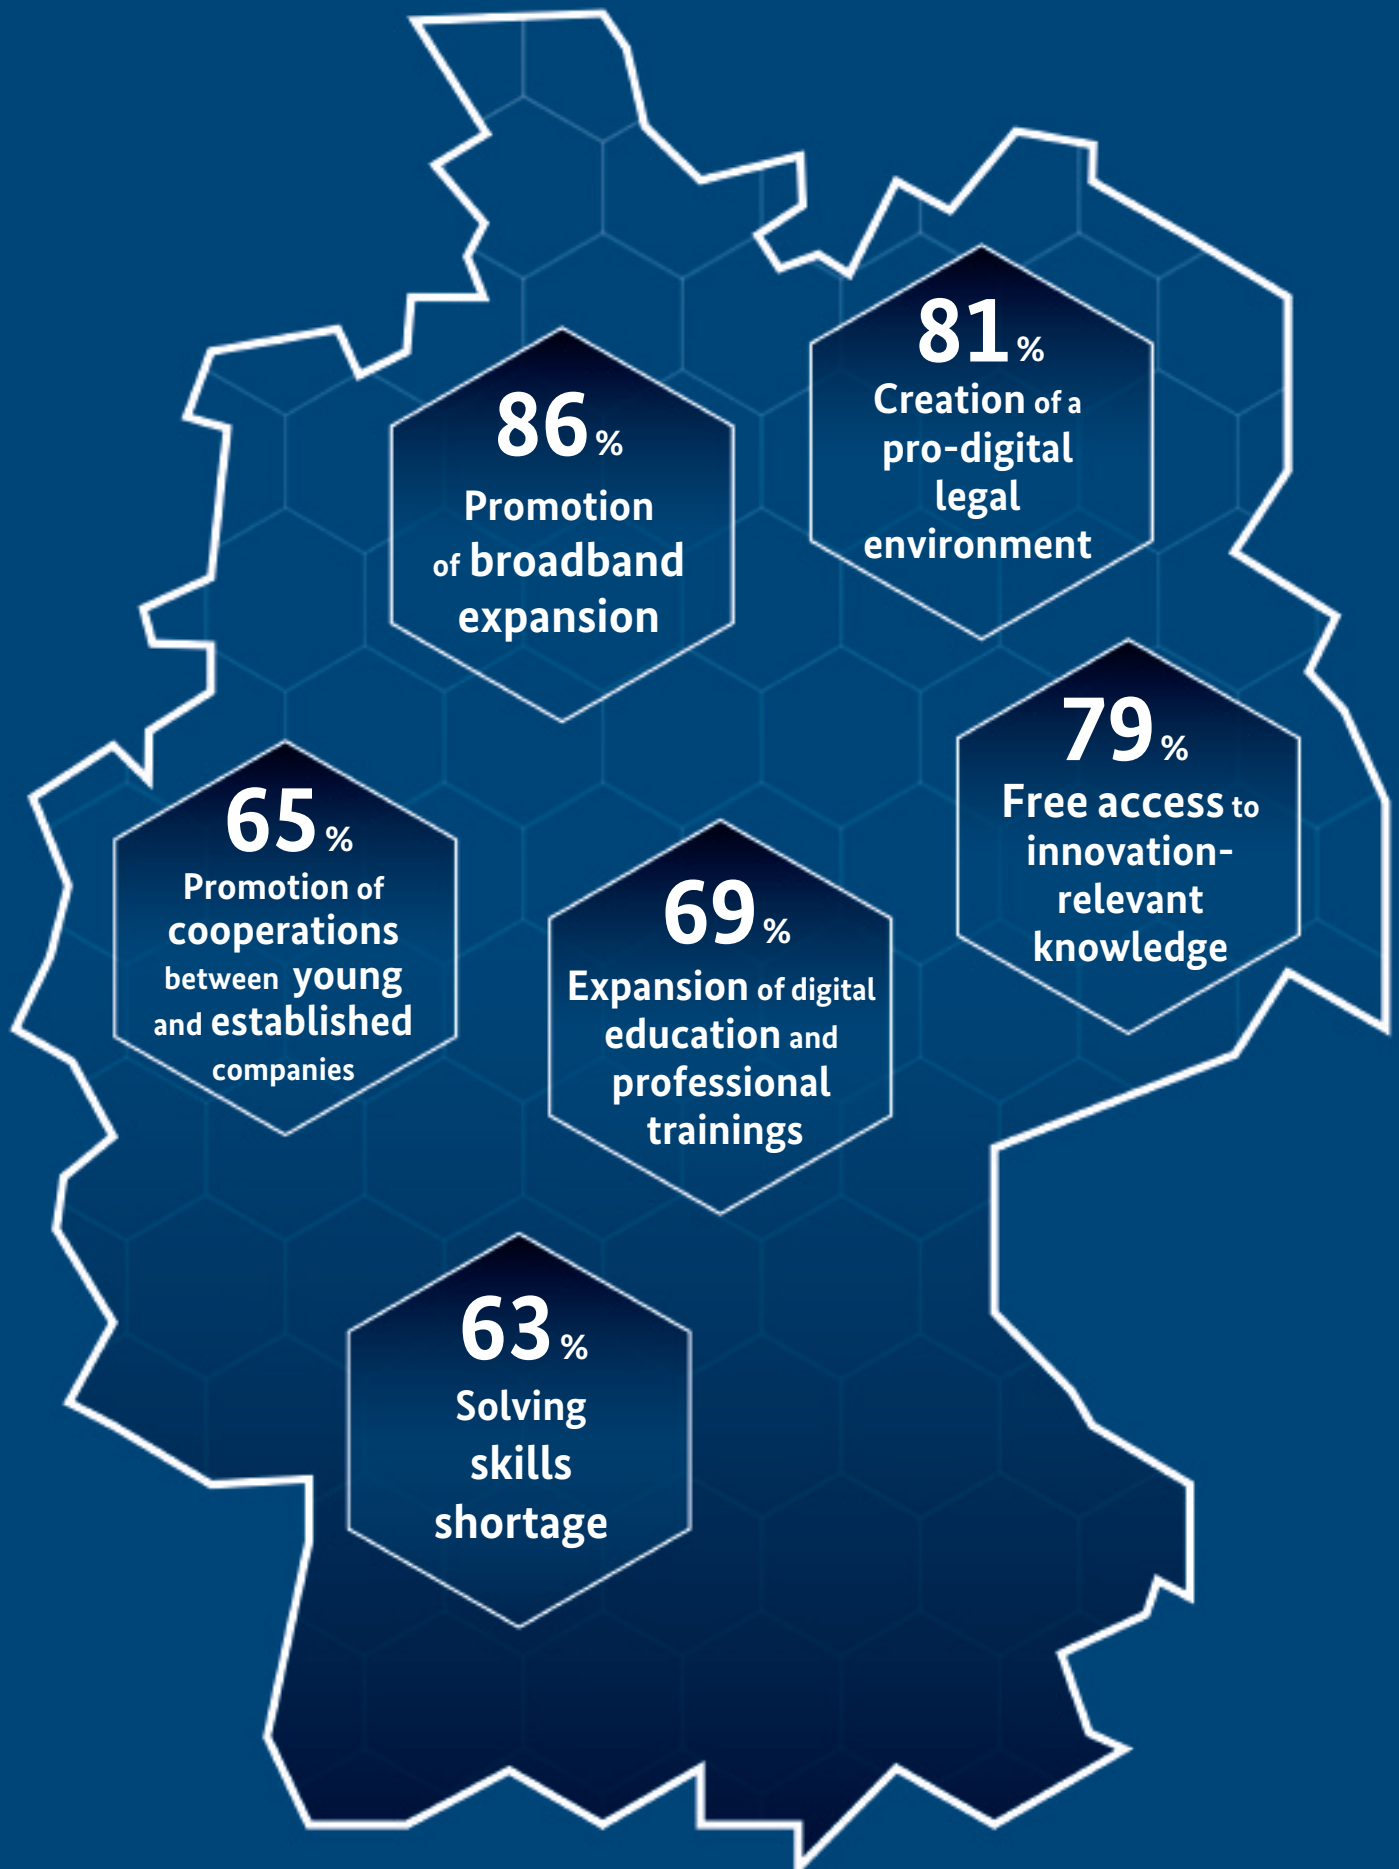 81 %
Creation of a
pro-digital
legal
environment
86 %
Promotion
of broadband
expansion
79 %
Free access to
innovation-
relevant
knowledge
65 %
Promotion of
cooperations
between young
and established
companies
69 %
Expansion of digital
education and
professional
trainings
63 %
Solving
skills
shortage